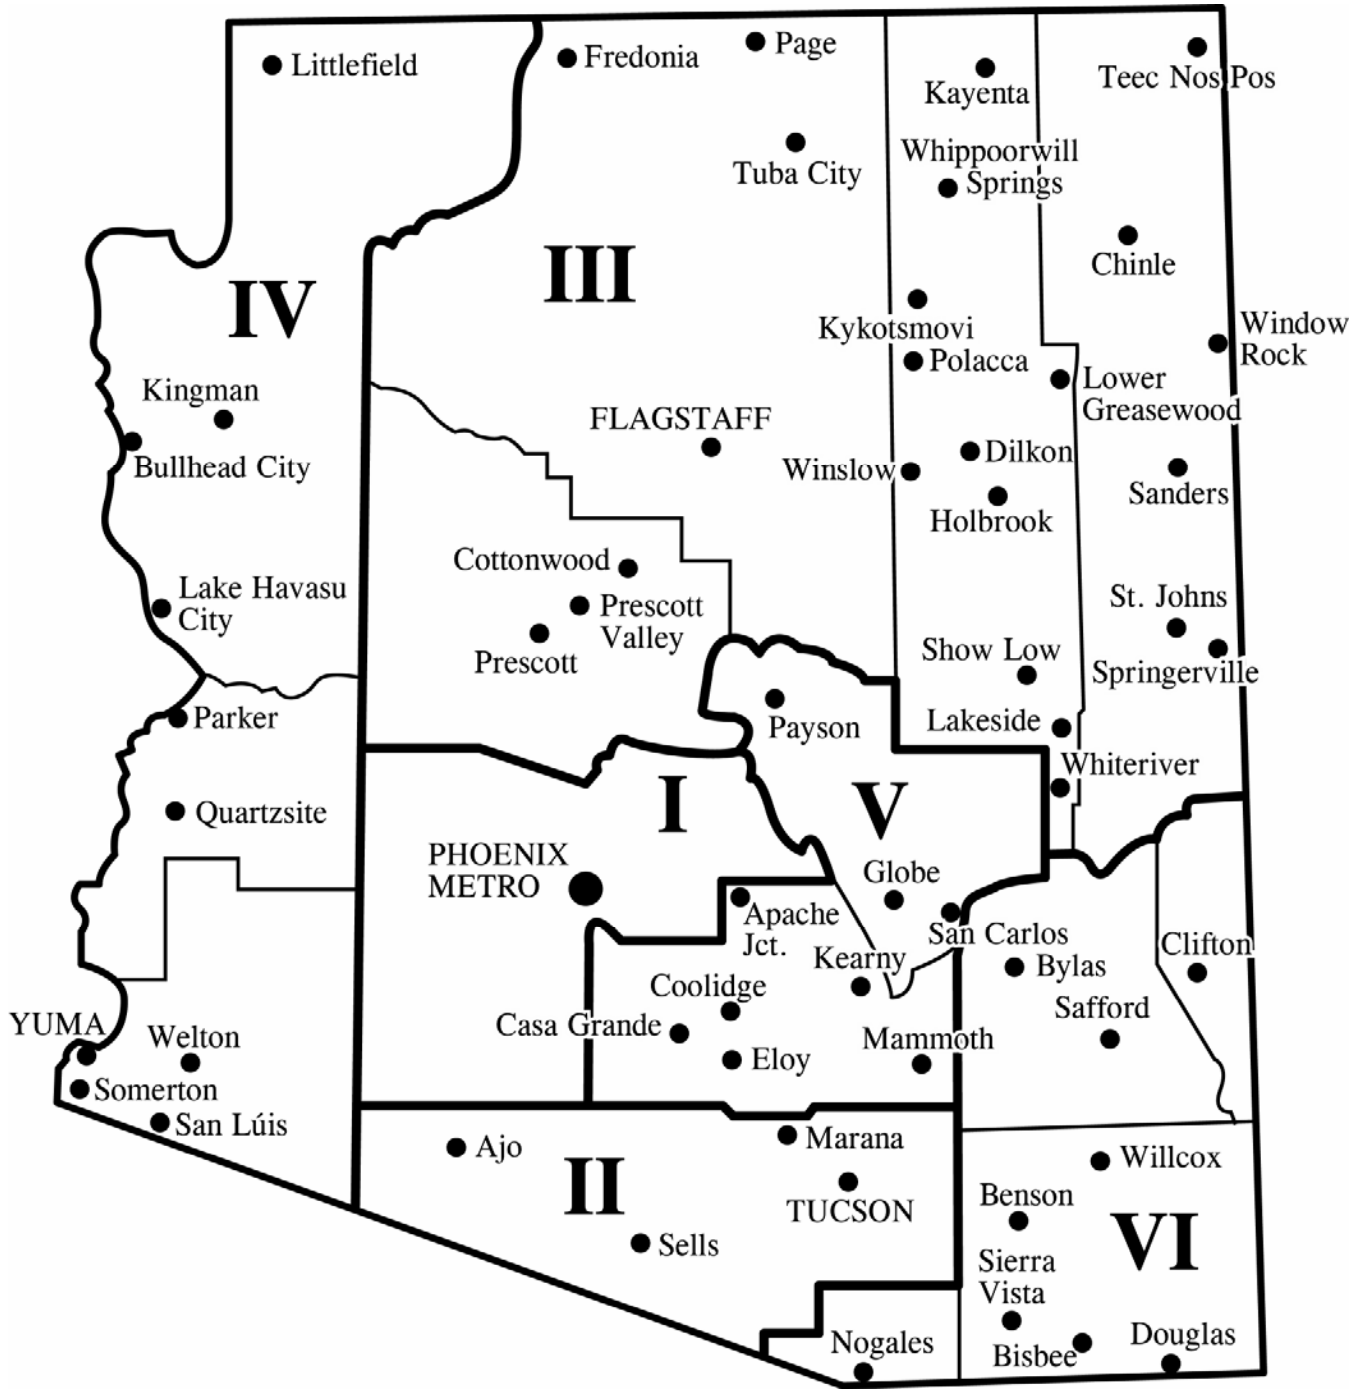 Littlefield
Fredonia
Page
Kayenta
Teec Nos Pos
Tuba City
Whippoorwill
Springs
Chinle
III
IV
Kykotsmovi
Window
Rock
Polacca
Lower
Greasewood
Kingman
FLAGSTAFF
Bullhead City
Winslow
Dilkon
Sanders
Holbrook
Cottonwood
Lake Havasu
City
Prescott
Valley
St. Johns
Prescott
Show Low
Springerville
Parker
Payson
Lakeside
Whiteriver
Quartzsite
I
V
PHOENIX
METRO
Globe
Apache
Jct.
San Carlos
Clifton
Kearny
Bylas
Coolidge
Safford
Casa Grande
YUMA
Welton
Mammoth
Eloy
Somerton
San Lúis
Ajo
Marana
Willcox
II
TUCSON
Benson
VI
Sells
Sierra
Vista
Nogales
Bisbee
Douglas